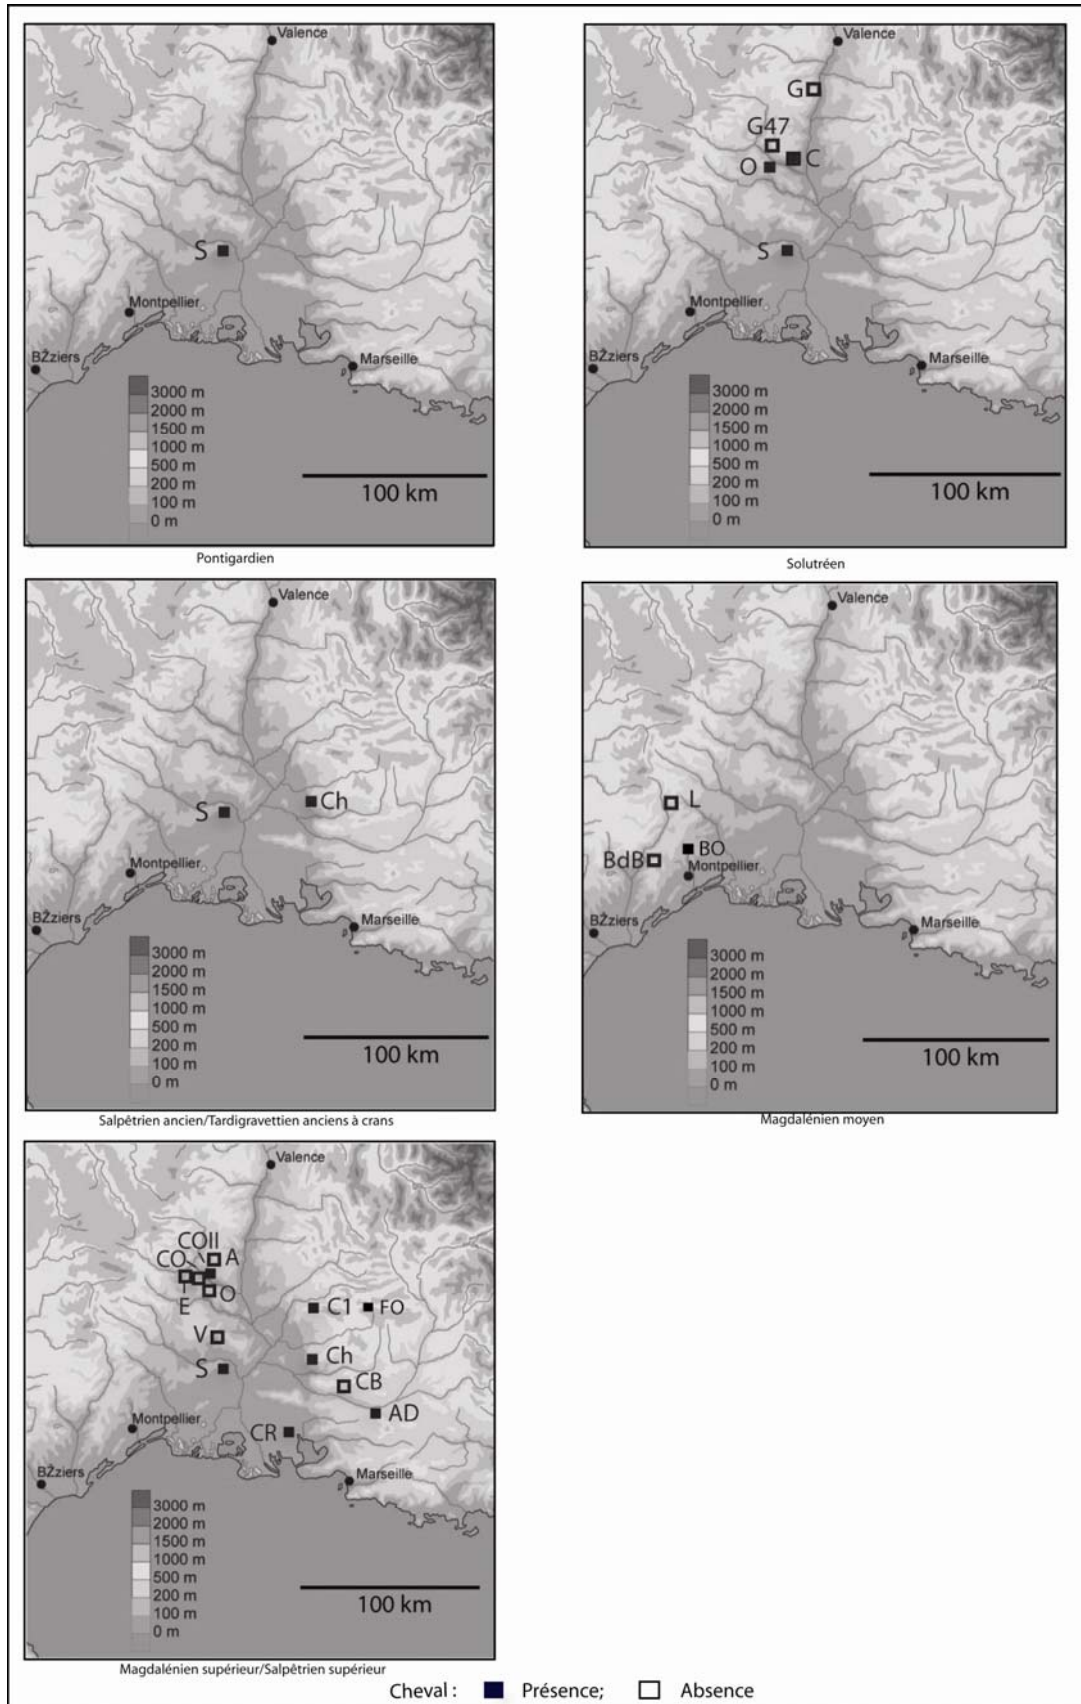 Valence
S
Montpellier
BŽziers
Marseille
3000 m
2000 m
1500 m
1000 m
500 m
200 m
100 m
0 m
100 km
Pontigardien
Valence
G
G47
C
O
S
Montpellier
BŽziers
Marseille
3000 m
2000 m
1500 m
1000 m
500 m
200 m
100 m
0 m
100 km
Solutréen
Valence
Ch
S
Montpellier
BŽziers
Marseille
3000 m
2000 m
1500 m
1000 m
500 m
200 m
100 m
0 m
100 km
Salpêtrien ancien/Tardigravettien anciens à crans
Valence
L
BO
BdB
Montpellier
BŽziers
Marseille
3000 m
2000 m
1500 m
1000 m
500 m
200 m
100 m
0 m
100 km
Magdalénien moyen
Valence
COII
CO
A
E
O
C1
FO
V
S
Ch
CB
AD
CR
Montpellier
BŽziers
Marseille
3000 m
2000 m
1500 m
1000 m
500 m
200 m
100 m
0 m
100 km
Magdalénien supérieur/Salpêtrien supérieur
Cheval : Présence; Absence